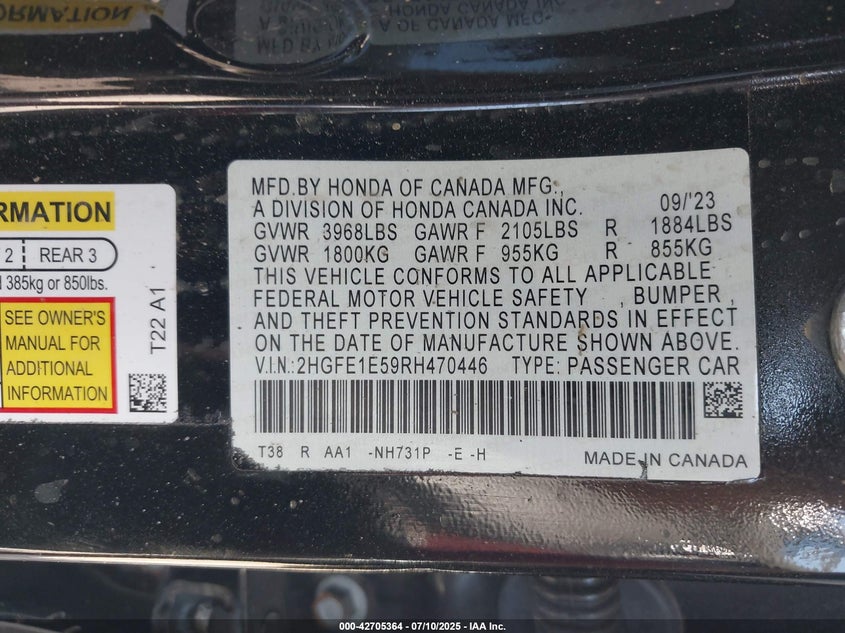 RMATION
2 REAR 3
385kg or 850lbs.
SEE OWNER'S
MANUAL FOR
ADDITIONAL
INFORMATION
T22 A1
MFD.BY HONDA OF CANADA MFG.,
A DIVISION OF HONDA CANADA INC. 09/'23
GVWR 3968LBS GAWR F 2105LBS R 1884LBS
GVWR 1800KG GAWR F 955KG R 855KG
THIS VEHICLE CONFORMS TO ALL APPLICABLE
FEDERAL MOTOR VEHICLE SAFETY , BUMPER ,
AND THEFT PREVENTION STANDARDS IN EFFECT
ON THE DATE OF MANUFACTURE SHOWN ABOVE.
V.I.N.:2HGFE1E59RH470446 TYPE: PASSENGER CAR
T38 R AA1 -NH731P -E -H
MADE IN CANADA
000-42705364 - 07/10/2025 - IAA Inc.